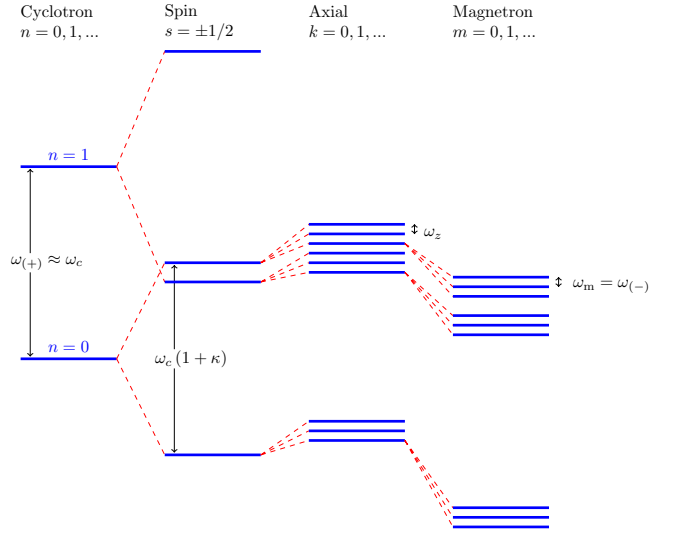 Cyclotron
n = 0, 1, ...
Spin
s = ±1/2
Axial
k = 0, 1, ...
Magnetron
m = 0, 1, ...
n = 1
ω_z
ω_(+) ≈ ω_c
ω_m = ω_(−)
n = 0
ω_c (1 + κ)